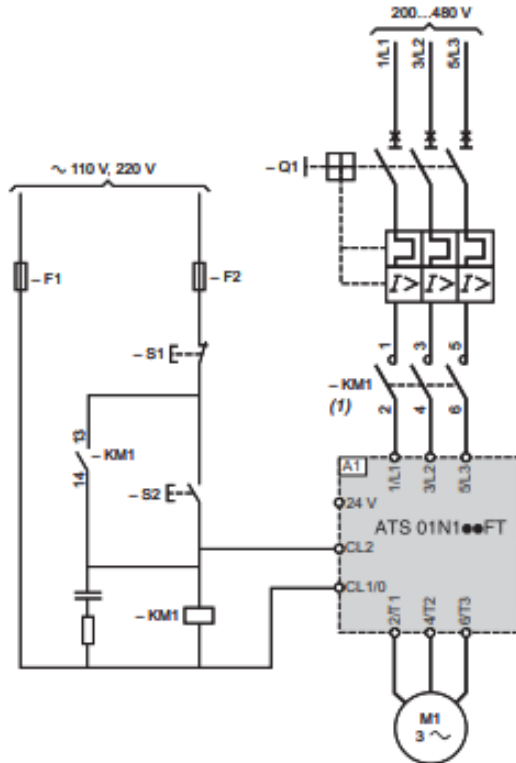 200...480 V
1/L1
3/L2
5/L3
– Q1
~ 110 V, 220 V
– F1
– F2
I> I> I>
– S1
1
3
5
– KM1
(1)
2
4
6
13
– KM1
14
– S2
A1
1/L1
3/L2
5/L3
24 V
ATS 01N1●●FT
CL2
CL1/0
– KM1
2/T1
4/T2
6/T3
M1
3 ~